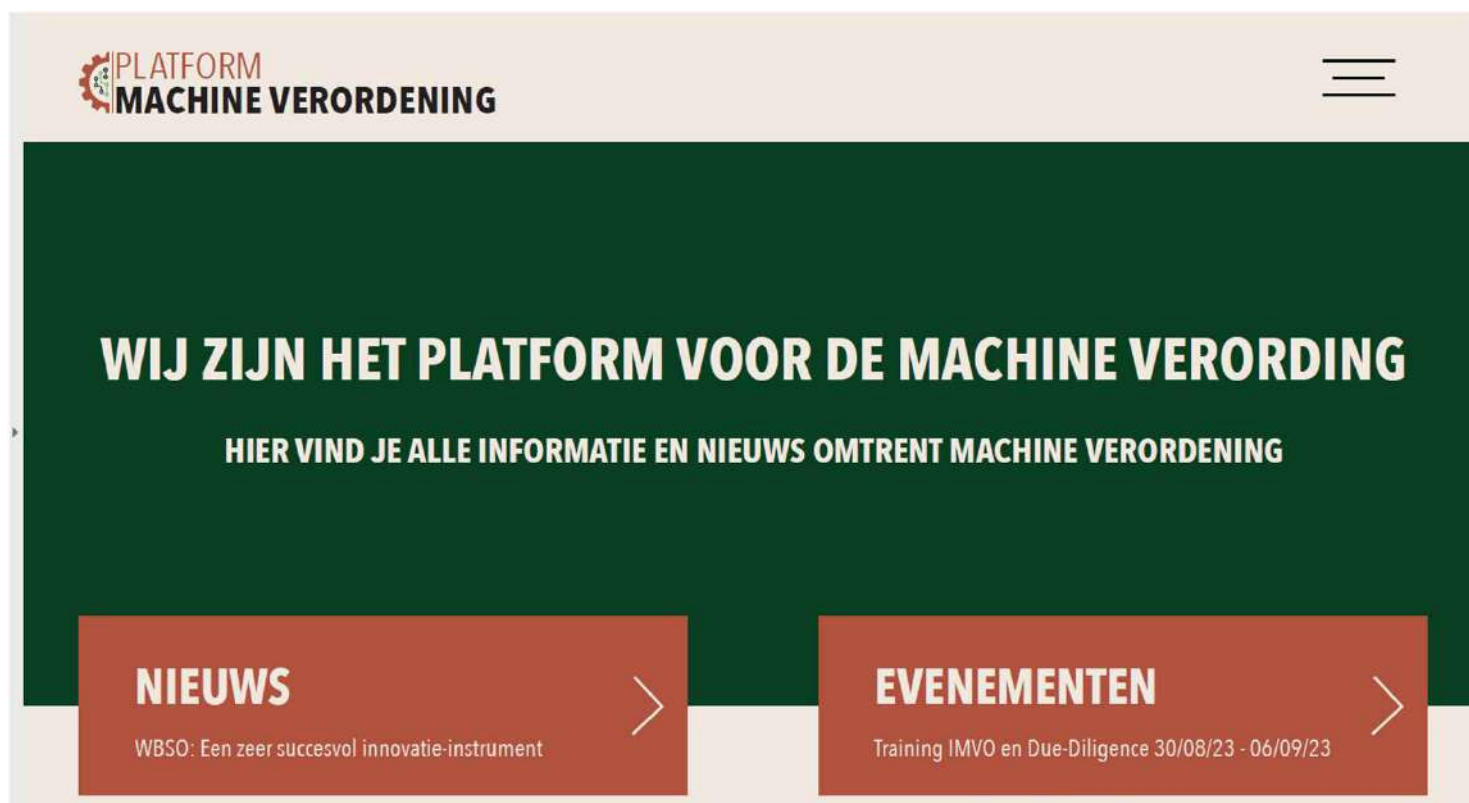 PLATFORM
MACHINE VERORDENING
WIJ ZIJN HET PLATFORM VOOR DE MACHINE VERORDING
HIER VIND JE ALLE INFORMATIE EN NIEUWS OMTRENT MACHINE VERORDENING
NIEUWS
WBSO: Een zeer succesvol innovatie-instrument
EVENEMENTEN
Training IMVO en Due-Diligence 30/08/23 - 06/09/23